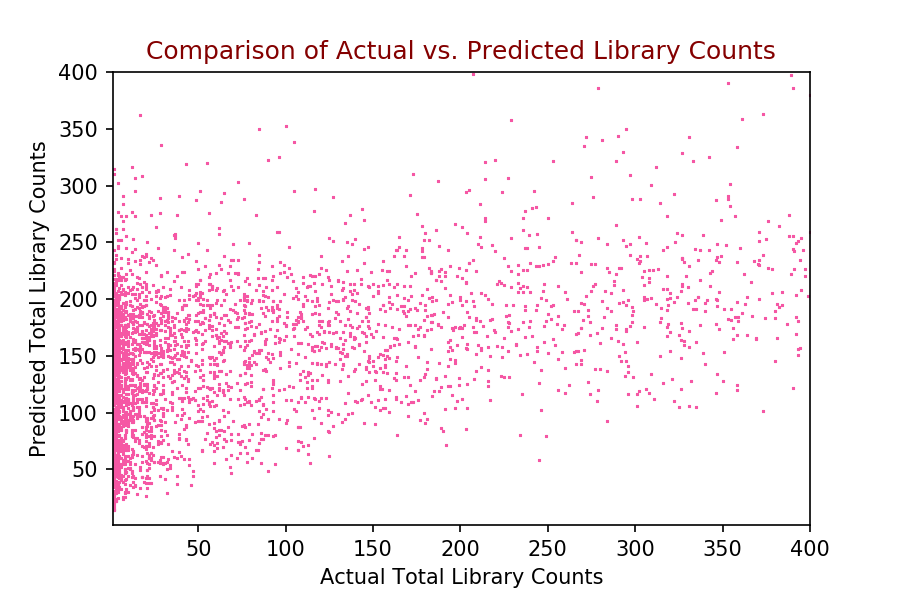 Comparison of Actual vs. Predicted Library Counts
400
350
300
250
200
150
100
50
Predicted Total Library Counts
50 100 150 200 250 300 350 400
Actual Total Library Counts